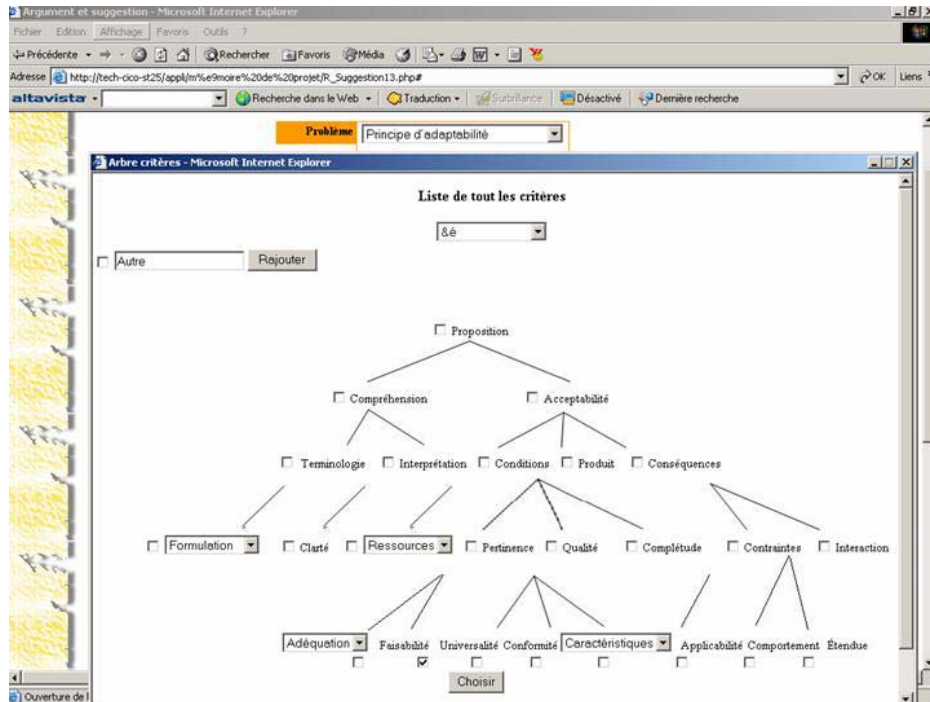 Argument et suggestion - Microsoft Internet Explorer
Fichier Edition Affichage Favoris Outils ?
Précédente Rechercher Favoris Média
Adresse http://tech-cico-st25/appli/m%e9moire%20de%20projet/R_Suggestion13.php# OK Liens
altavista Recherche dans le Web Traduction Surbrillance Désactivé Dernière recherche
Problème Principe d'adaptabilité
Arbre critères - Microsoft Internet Explorer
Liste de tout les critères
&é
Autre Rajouter
Proposition
Compréhension Acceptabilité
Terminologie Interprétation Conditions Produit Conséquences
Formulation Clarté Ressources Pertinence Qualité Complétude Contraintes Interaction
Adéquation Faisabilité Universalité Conformité Caractéristiques Applicabilité Comportement Étendue
Choisir
Ouverture de l